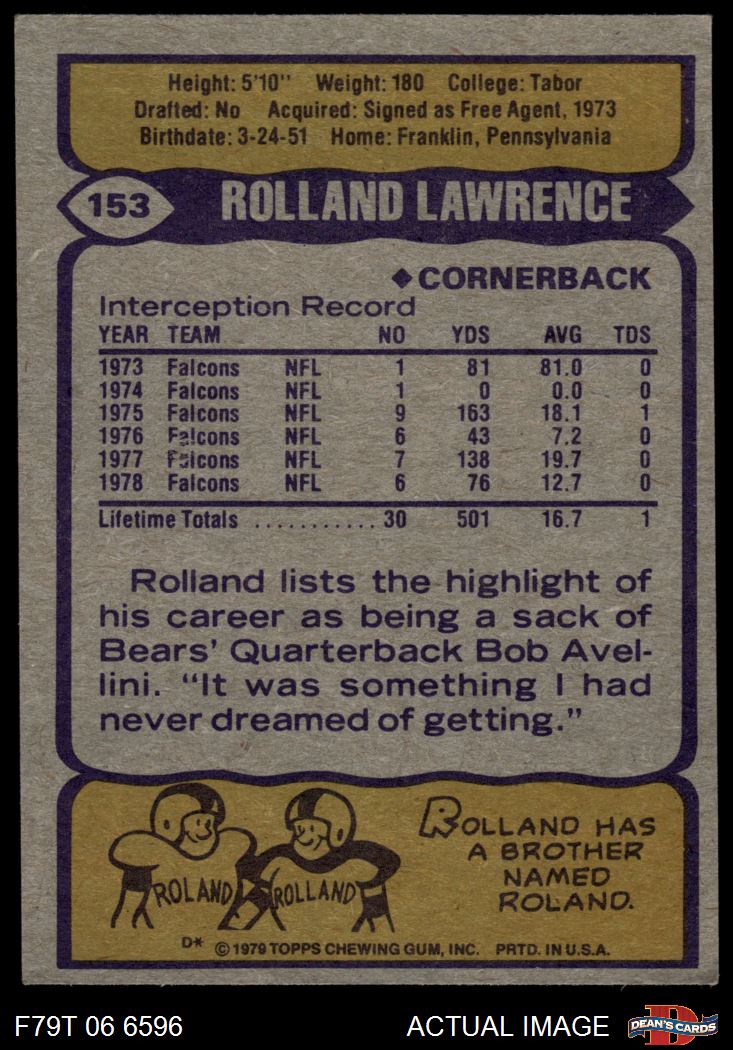 Height: 5'10" Weight: 180 College: Tabor
Drafted: No Acquired: Signed as Free Agent, 1973
Birthdate: 3-24-51 Home: Franklin, Pennsylvania
153 ROLLAND LAWRENCE
◆CORNERBACK
Interception Record
YEAR TEAM NO YDS AVG TDS
1973 Falcons NFL 1 81 81.0 0
1974 Falcons NFL 1 0 0.0 0
1975 Falcons NFL 9 163 18.1 1
1976 Falcons NFL 6 43 7.2 0
1977 Falcons NFL 7 138 19.7 0
1978 Falcons NFL 6 76 12.7 0
Lifetime Totals ........... 30 501 16.7 1
Rolland lists the highlight of
his career as being a sack of
Bears' Quarterback Bob Avel-
lini. "It was something I had
never dreamed of getting."
ROLAND ROLLAND
ROLLAND HAS
A BROTHER
NAMED
ROLAND.
D* © 1979 TOPPS CHEWING GUM, INC. PRTD. IN U.S.A.
F79T 06 6596 ACTUAL IMAGE D DEAN'S CARDS